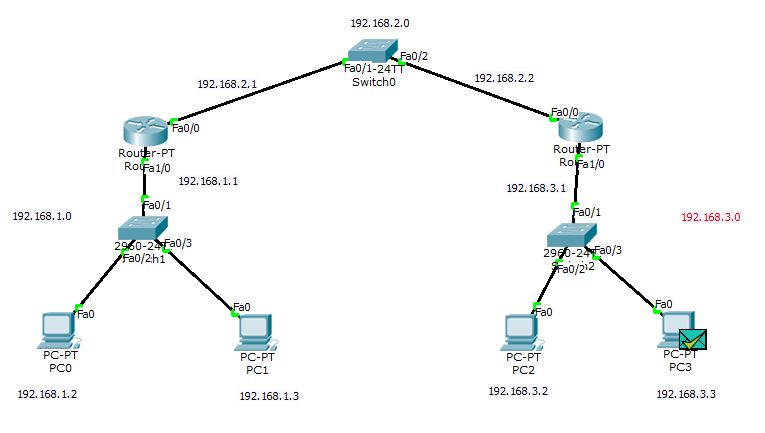 192.168.2.0
Fa0/2
Fa0/1-24TT
Switch0
192.168.2.1
192.168.2.2
Fa0/0
Fa0/0
Router-PT
Fa1/0
Router-PT
Fa1/0
192.168.1.1
192.168.3.1
Fa0/1
Fa0/1
192.168.1.0
192.168.3.0
2960-24
Fa0/3
Fa0/2
2960-24
Fa0/3
Fa0/2
Fa0
Fa0
Fa0
Fa0
PC-PT
PC0
PC-PT
PC1
PC-PT
PC2
PC-PT
PC3
192.168.1.2
192.168.1.3
192.168.3.2
192.168.3.3